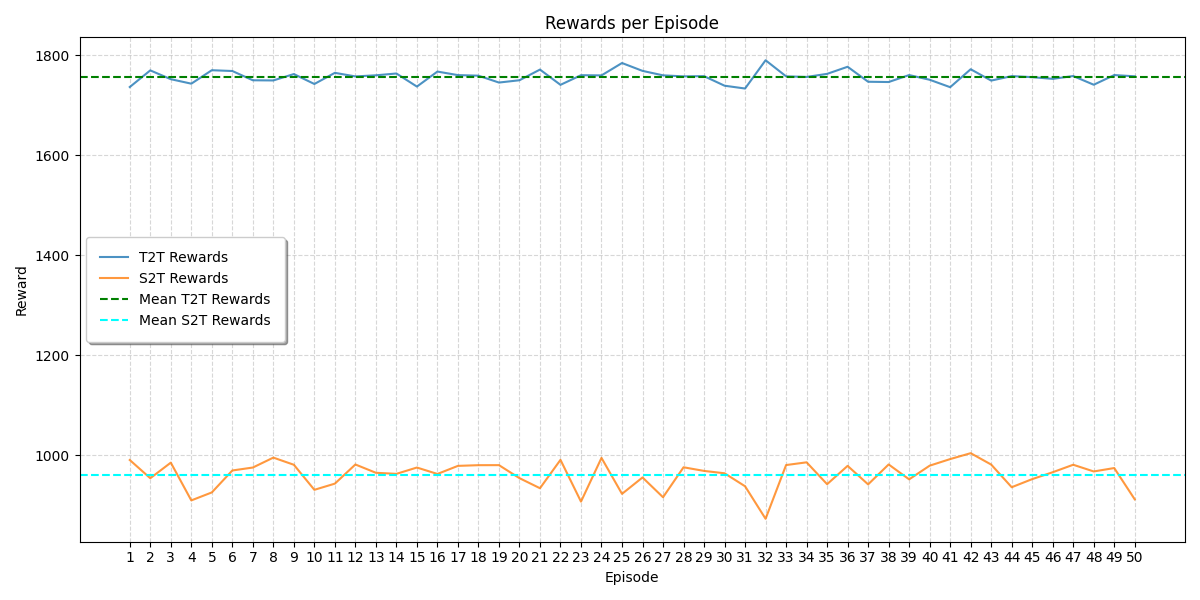 Rewards per Episode
1800
1600
1400
1200
1000
Reward
T2T Rewards
S2T Rewards
Mean T2T Rewards
Mean S2T Rewards
1 2 3 4 5 6 7 8 9 10 11 12 13 14 15 16 17 18 19 20 21 22 23 24 25 26 27 28 29 30 31 32 33 34 35 36 37 38 39 40 41 42 43 44 45 46 47 48 49 50
Episode